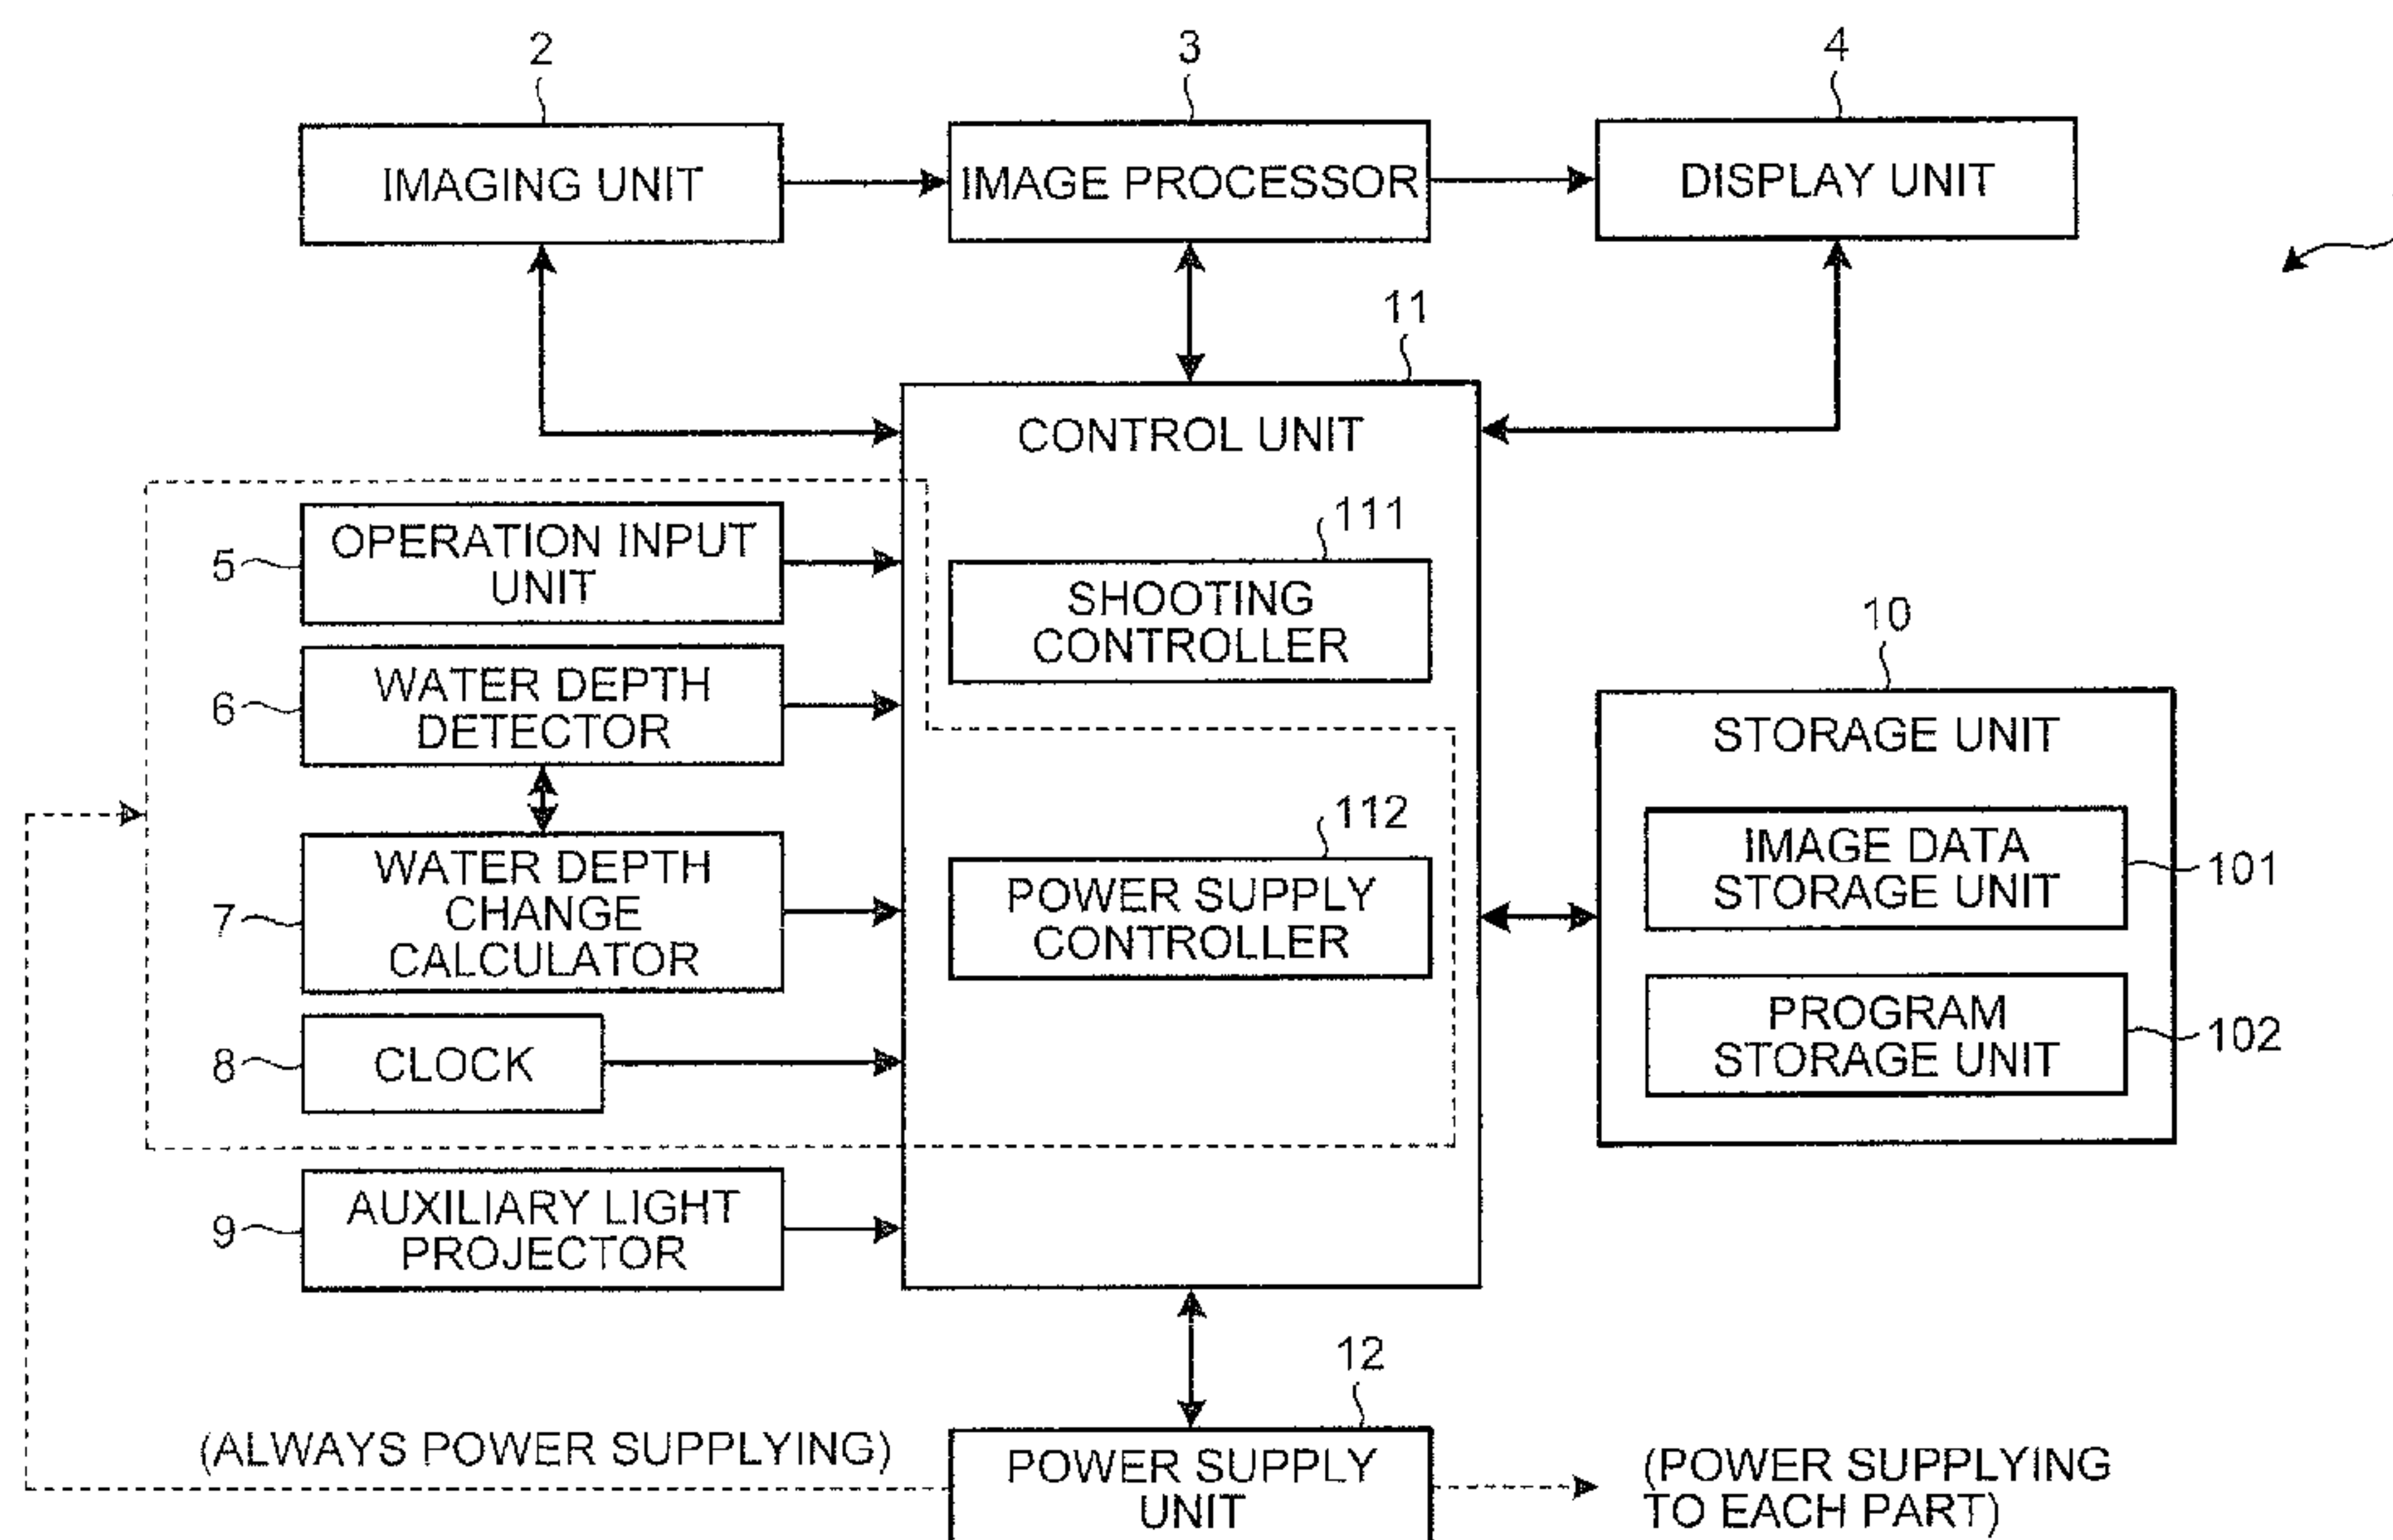 2
3
4
IMAGING UNIT
IMAGE PROCESSOR
DISPLAY UNIT
11
CONTROL UNIT
5
OPERATION INPUT
UNIT
111
SHOOTING
CONTROLLER
6
WATER DEPTH
DETECTOR
10
STORAGE UNIT
7
WATER DEPTH
CHANGE
CALCULATOR
112
POWER SUPPLY
CONTROLLER
IMAGE DATA
STORAGE UNIT
101
PROGRAM
STORAGE UNIT
102
8
CLOCK
9
AUXILIARY LIGHT
PROJECTOR
12
(ALWAYS POWER SUPPLYING)
POWER SUPPLY
UNIT
(POWER SUPPLYING
TO EACH PART)